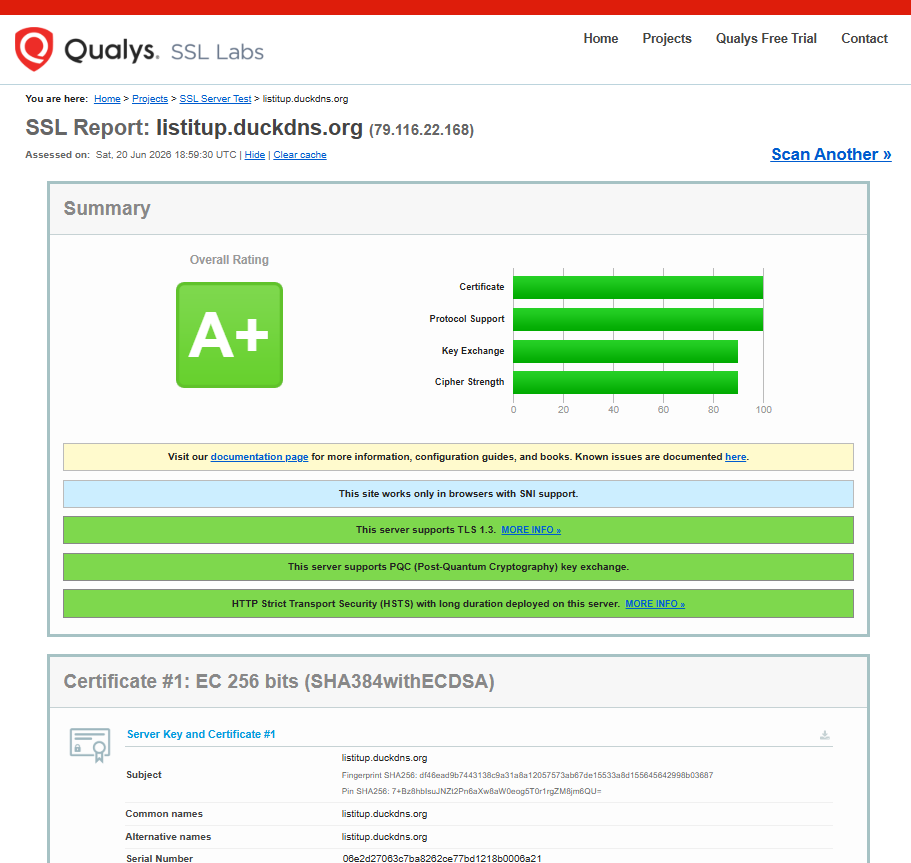 Qualys. SSL Labs
Home Projects Qualys Free Trial Contact
You are here: Home > Projects > SSL Server Test > listitup.duckdns.org
SSL Report: listitup.duckdns.org (79.116.22.168)
Assessed on: Sat, 20 Jun 2026 18:59:30 UTC | Hide | Clear cache
Scan Another »
Summary
Overall Rating
A+
Certificate
Protocol Support
Key Exchange
Cipher Strength
0 20 40 60 80 100
Visit our documentation page for more information, configuration guides, and books. Known issues are documented here.
This site works only in browsers with SNI support.
This server supports TLS 1.3. MORE INFO »
This server supports PQC (Post-Quantum Cryptography) key exchange.
HTTP Strict Transport Security (HSTS) with long duration deployed on this server. MORE INFO »
Certificate #1: EC 256 bits (SHA384withECDSA)
Server Key and Certificate #1
Subject
listitup.duckdns.org
Fingerprint SHA256: df46ead9b7443138c9a31a8a12057573ab67de15533a8d155645642998b03687
Pin SHA256: 7+Bz8hbIsuJNZt2Pn6aXw8aW0eog5T0r1rgZM8jm6QU=
Common names listitup.duckdns.org
Alternative names listitup.duckdns.org
Serial Number 06e2d27063c7ba8262ce77bd1218b0006a21